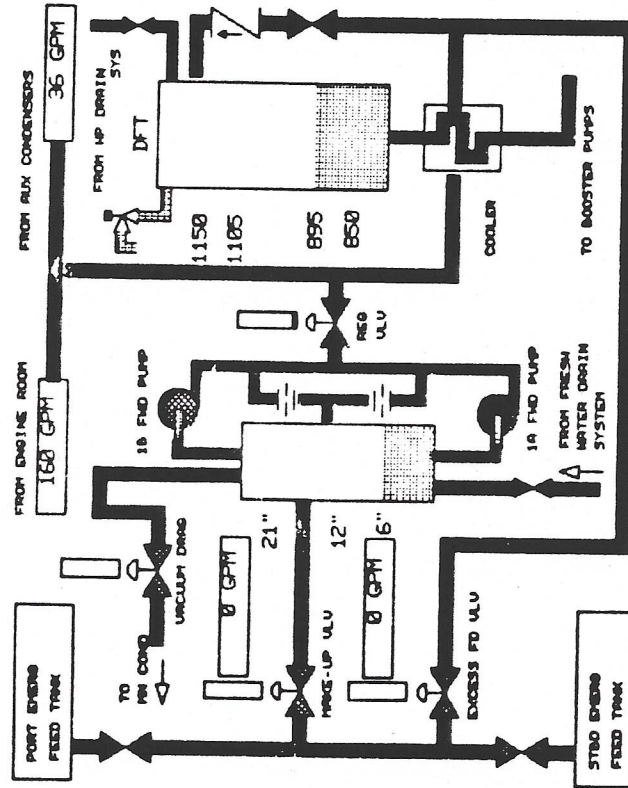 STBD EMERG
FEED TANK
PORT EMERG
FEED TANK
TO
MN COND
VACUUM DRAG
EXCESS FD VLV
0 GPM
MAKE-UP VLV
0 GPM
6"
12"
21"
FROM ENGINE ROOM
160 GPM
1A FWD PUMP
FROM FRESH
WATER DRAIN
SYSTEM
1B FWD PUMP
REG
VLV
FROM AUX CONDENSERS
36 GPM
COOLER
850
895
1105
1150
FROM DRAIN
SYS
DFT
TO BOOSTER PUMPS